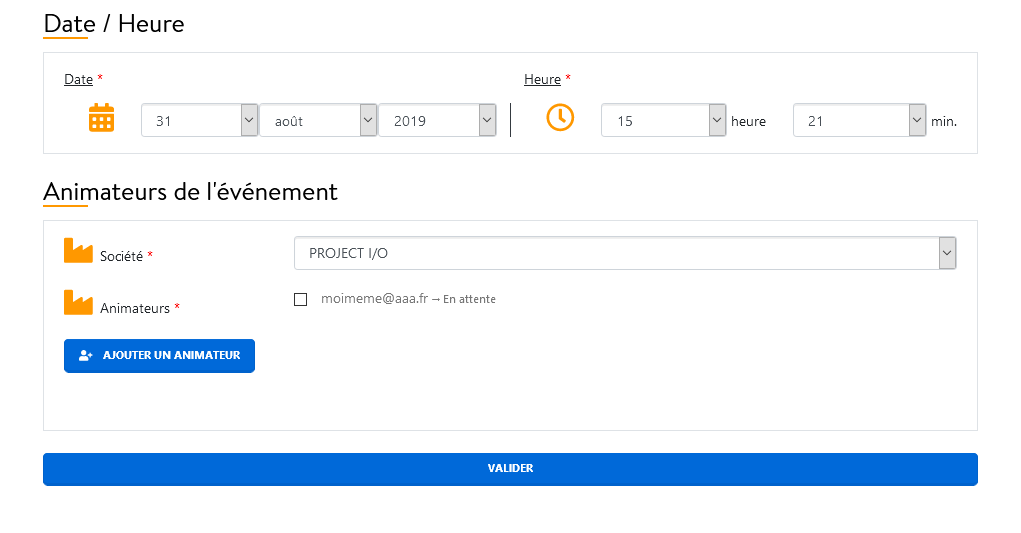 Date / Heure
Date * Heure *
31 août 2019 15 heure 21 min.
Animateurs de l'événement
Société * PROJECT I/O
Animateurs * moimeme@aaa.fr → En attente
AJOUTER UN ANIMATEUR
VALIDER